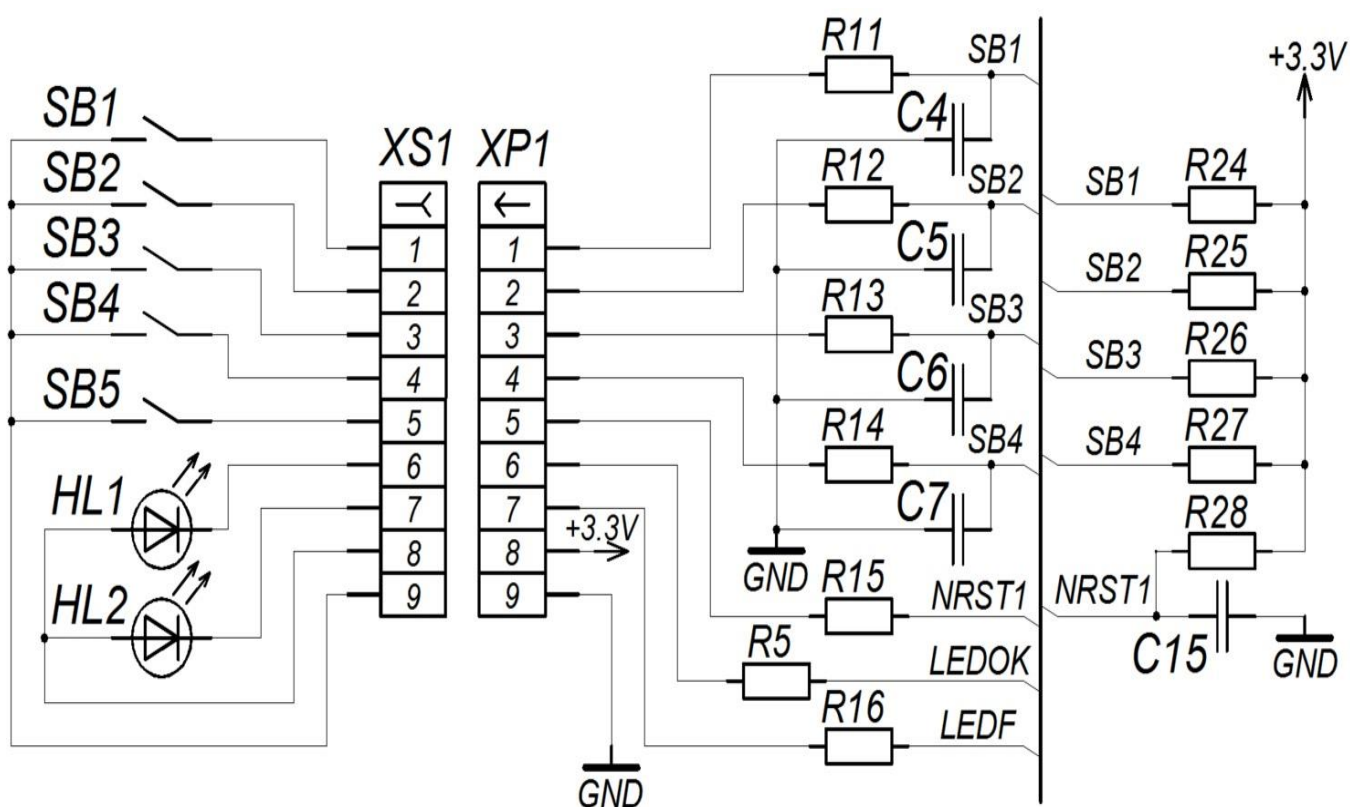 SB1
SB2
SB3
SB4
SB5
HL1
HL2
XS1 XP1
1 1
2 2
3 3
4 4
5 5
6 6
7 7
8 8
9 9
+3.3V
GND
R11 SB1
C4
R12 SB2
C5
R13 SB3
C6
R14 SB4
C7
GND
R15 NRST1
R5 LEDOK
R16 LEDF
+3.3V
SB1 R24
SB2 R25
SB3 R26
SB4 R27
R28
NRST1
C15 GND